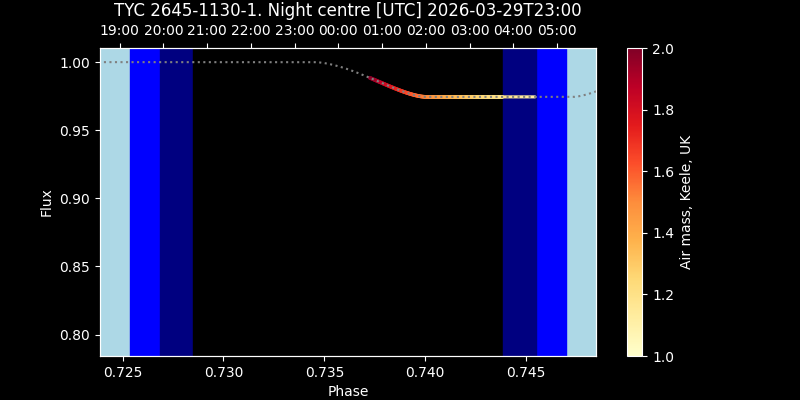 TYC 2645-1130-1. Night centre [UTC] 2026-03-29T23:00
19:00 20:00 21:00 22:00 23:00 00:00 01:00 02:00 03:00 04:00 05:00
1.00
0.95
0.90
0.85
0.80
Flux
0.725 0.730 0.735 0.740 0.745
Phase
2.0
1.8
1.6
1.4
1.2
1.0
Air mass, Keele, UK